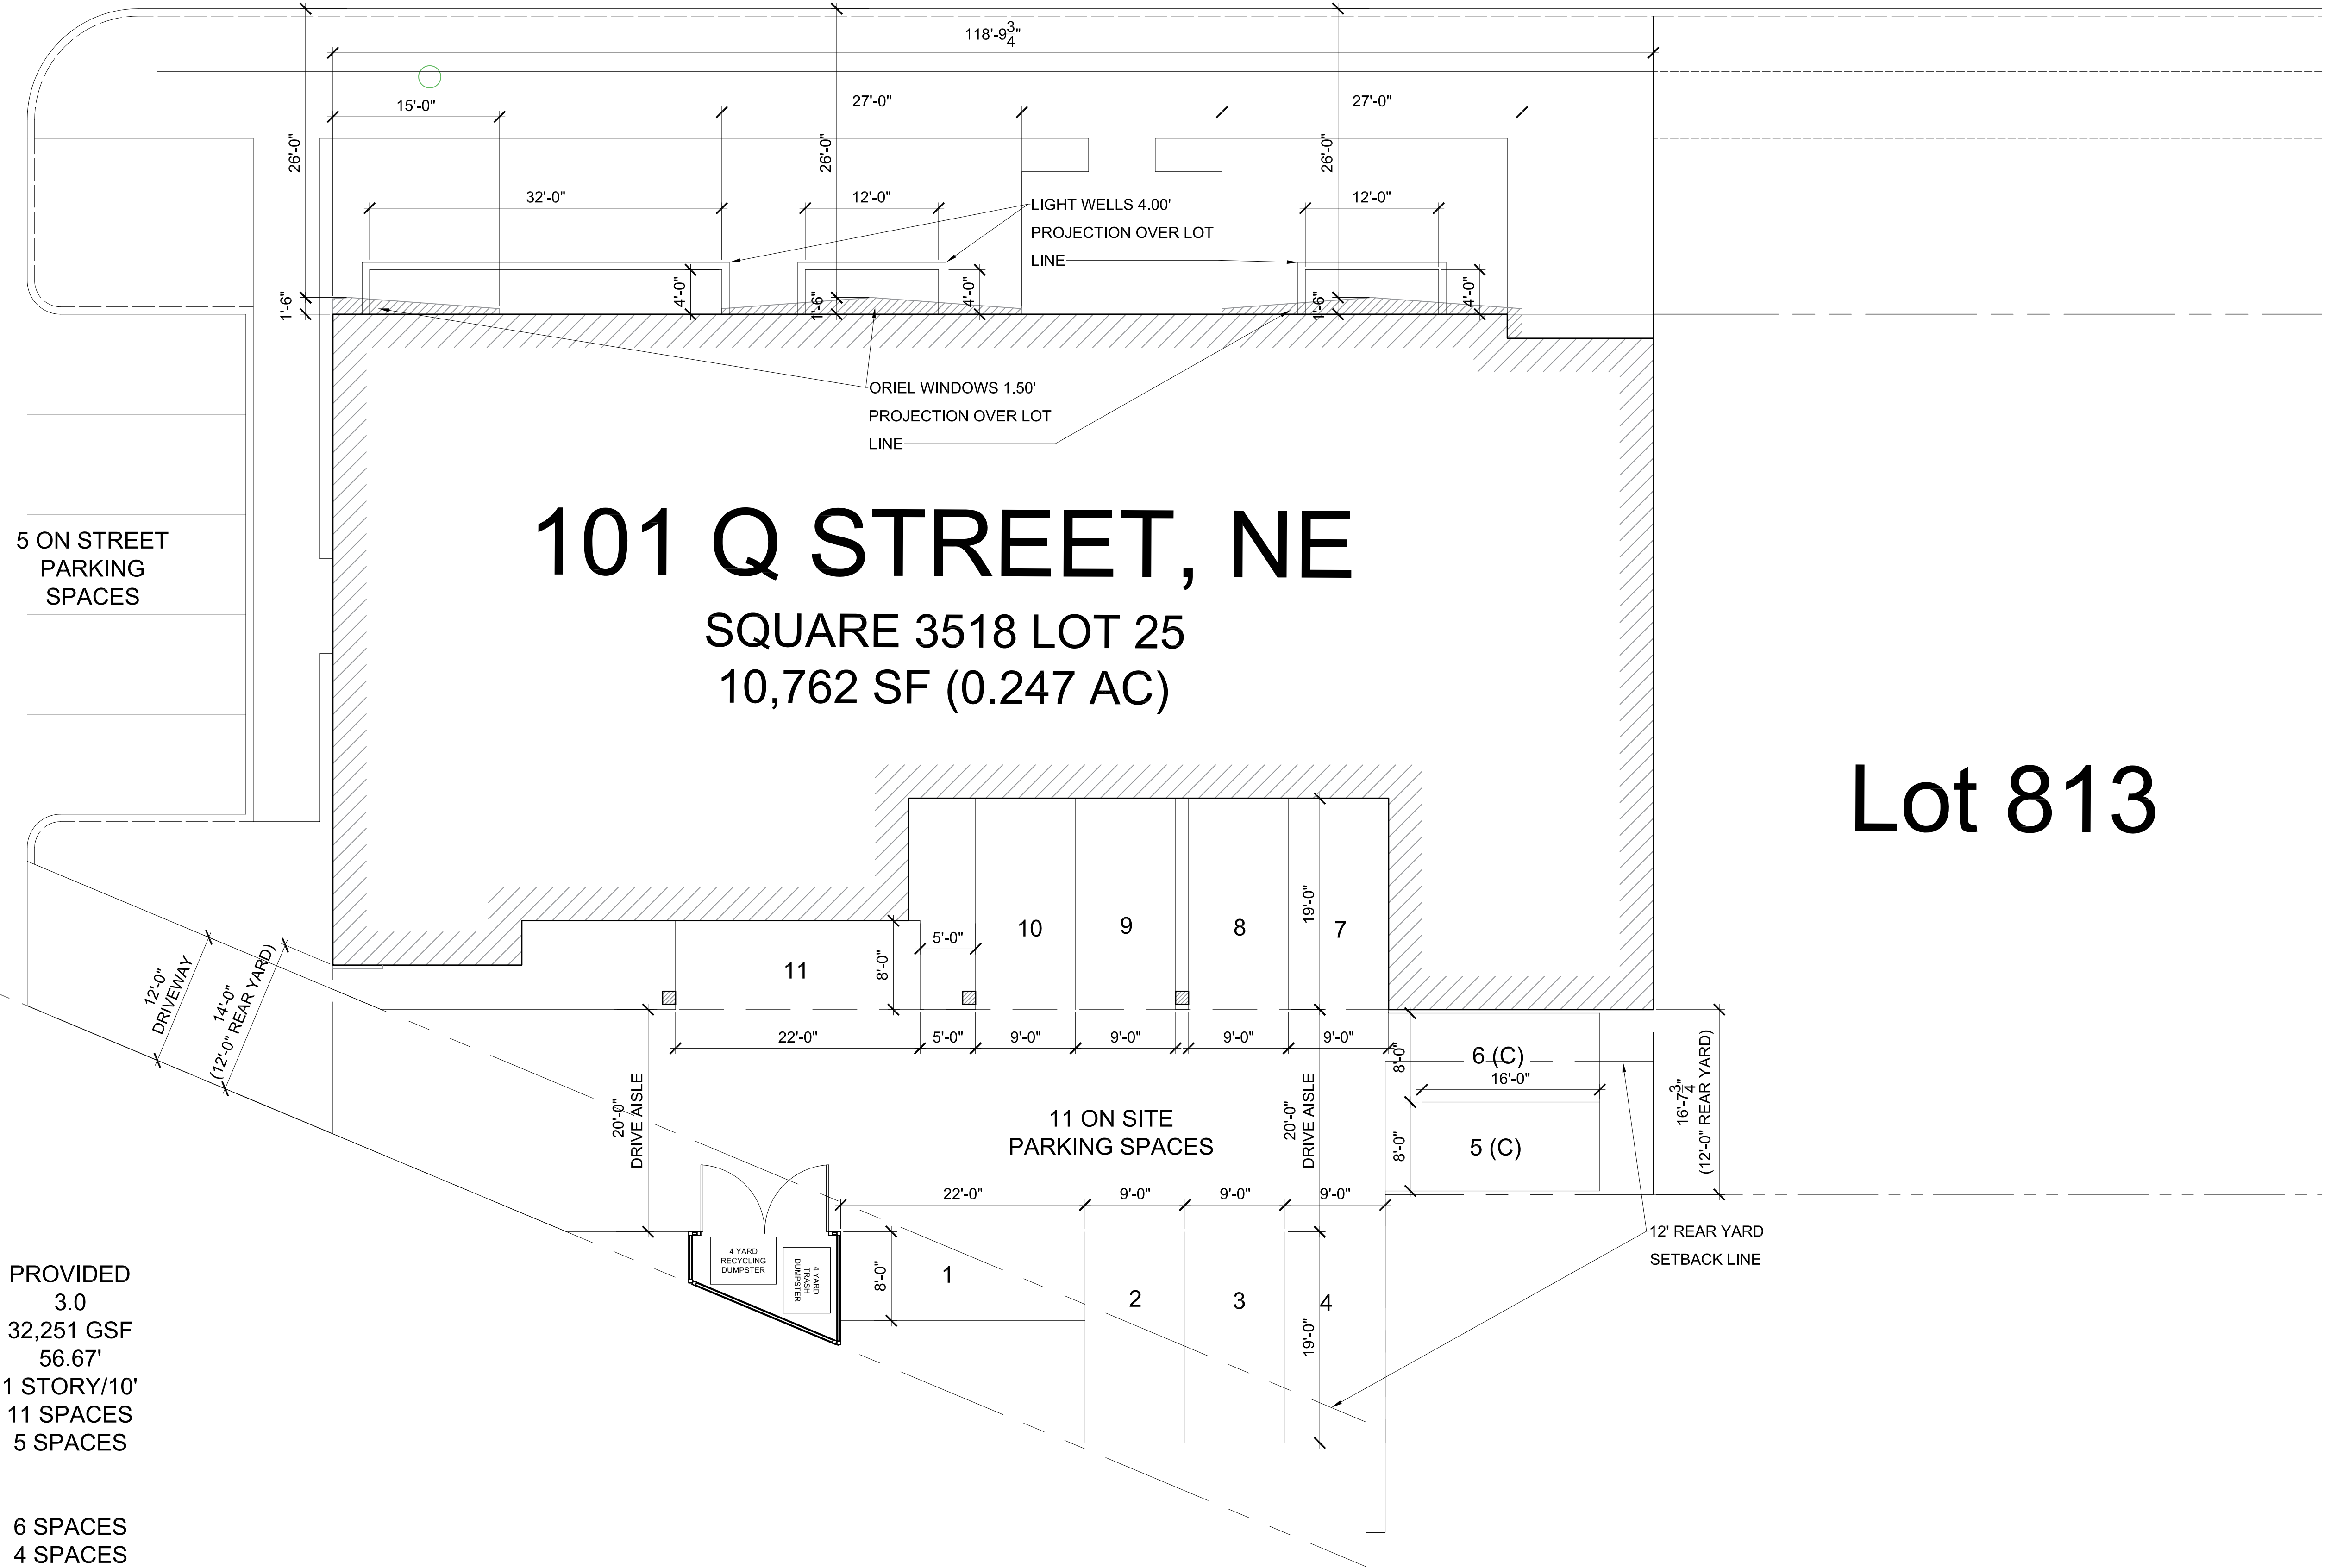 118'-9 3/4"
15'-0"
27'-0"
27'-0"
26'-0"
26'-0"
26'-0"
32'-0"
12'-0"
12'-0"
LIGHT WELLS 4.00'
PROJECTION OVER LOT
LINE
1'-6"
4'-0"
1'-6"
4'-0"
1'-6"
4'-0"
ORIEL WINDOWS 1.50'
PROJECTION OVER LOT
LINE
101 Q STREET, NE
SQUARE 3518 LOT 25
10,762 SF (0.247 AC)
5 ON STREET
PARKING
SPACES
Lot 813
12'-0"
DRIVEWAY
14'-0"
(12'-0" REAR YARD)
11
8'-0"
5'-0"
10
9
8
19'-0"
7
22'-0"
5'-0"
9'-0"
9'-0"
9'-0"
9'-0"
20'-0"
DRIVE AISLE
11 ON SITE
PARKING SPACES
20'-0"
DRIVE AISLE
8'-0"
6 (C)
16'-0"
8'-0"
5 (C)
16'-7 3/4"
(12'-0" REAR YARD)
22'-0"
9'-0"
9'-0"
9'-0"
4 YARD
RECYCLING
DUMPSTER
4 YARD
TRASH
DUMPSTER
8'-0"
1
2
3
19'-0"
4
12' REAR YARD
SETBACK LINE
PROVIDED
3.0
32,251 GSF
56.67'
1 STORY/10'
11 SPACES
5 SPACES
6 SPACES
4 SPACES